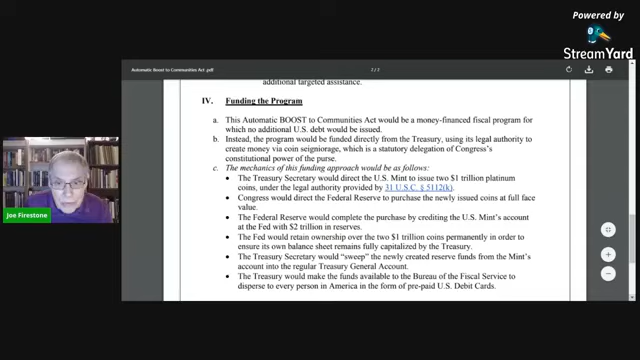 Powered by
StreamYard
Automatic Boost to Communities Act .pdf
additional targeted assistance.
IV. Funding the Program
a. This Automatic BOOST to Communities Act would be a money-financed fiscal program for
which no additional U.S. debt would be issued.
b. Instead, the program would be funded directly from the Treasury, using its legal authority to
create money via coin seigniorage, which is a statutory delegation of Congress's
constitutional power of the purse.
c. The mechanics of this funding approach would be as follows:
• The Treasury Secretary would direct the U.S. Mint to issue two $1 trillion platinum
coins, under the legal authority provided by 31 U.S.C. § 5112(k).
• Congress would direct the Federal Reserve to purchase the newly issued coins at full face
value.
• The Federal Reserve would complete the purchase by crediting the U.S. Mint's account
at the Fed with $2 trillion in reserves.
• The Fed would retain ownership over the two $1 trillion coins permanently in order to
ensure its own balance sheet remains fully capitalized by the Treasury.
• The Treasury Secretary would "sweep" the newly created reserve funds from the Mint's
account into the regular Treasury General Account.
• The Treasury would make the funds available to the Bureau of the Fiscal Service to
disperse to every person in America in the form of pre-paid U.S. Debit Cards.
Joe Firestone